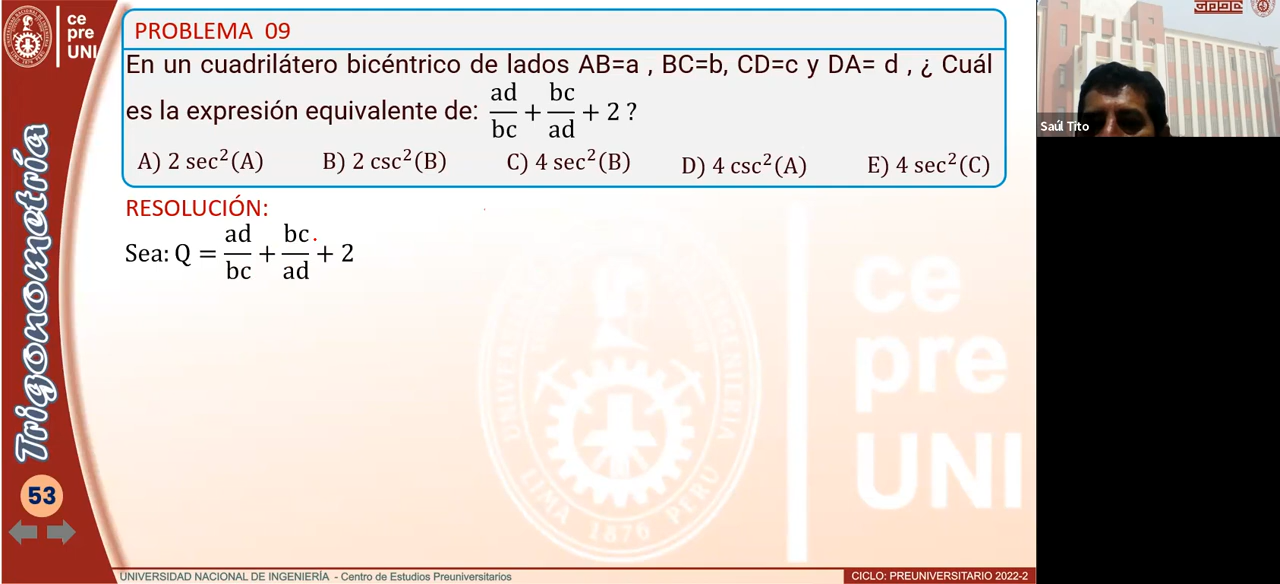 ce
pre
UNI
PROBLEMA 09
En un cuadrilátero bicéntrico de lados AB=a , BC=b, CD=c y DA= d , ¿ Cuál
es la expresión equivalente de: ad/bc + bc/ad + 2 ?
A) 2 sec²(A) B) 2 csc²(B) C) 4 sec²(B) D) 4 csc²(A) E) 4 sec²(C)
RESOLUCIÓN:
Sea: Q = ad/bc + bc/ad + 2
Trigonometría
53
Saúl Tito
ce
pre
UNI
LIMA 1876 PERU
UNIVERSIDAD NACIONAL DE INGENIERÍA - Centro de Estudios Preuniversitarios
CICLO: PREUNIVERSITARIO 2022-2